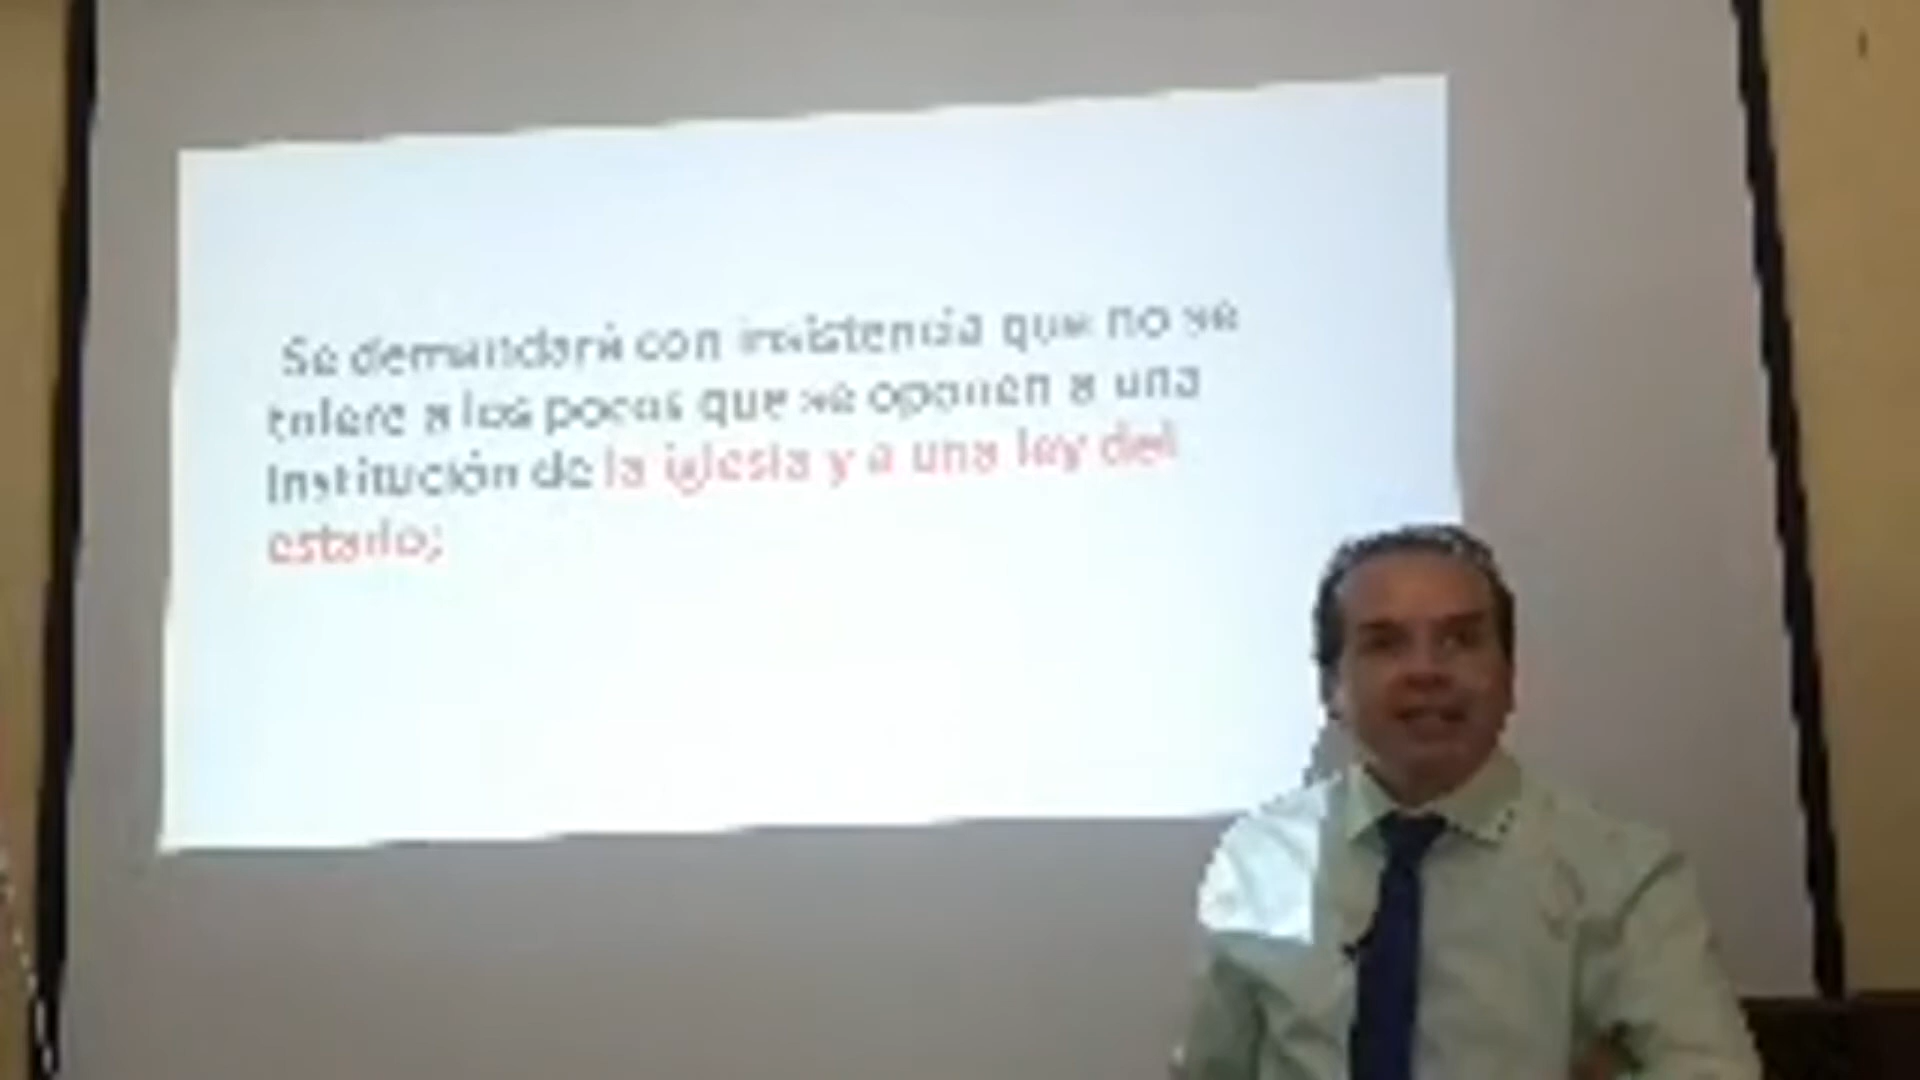 Se demandará con insistencia que no se
tolere a los pocos que se oponen a una
Institución de la iglesia y a una ley del
estado;